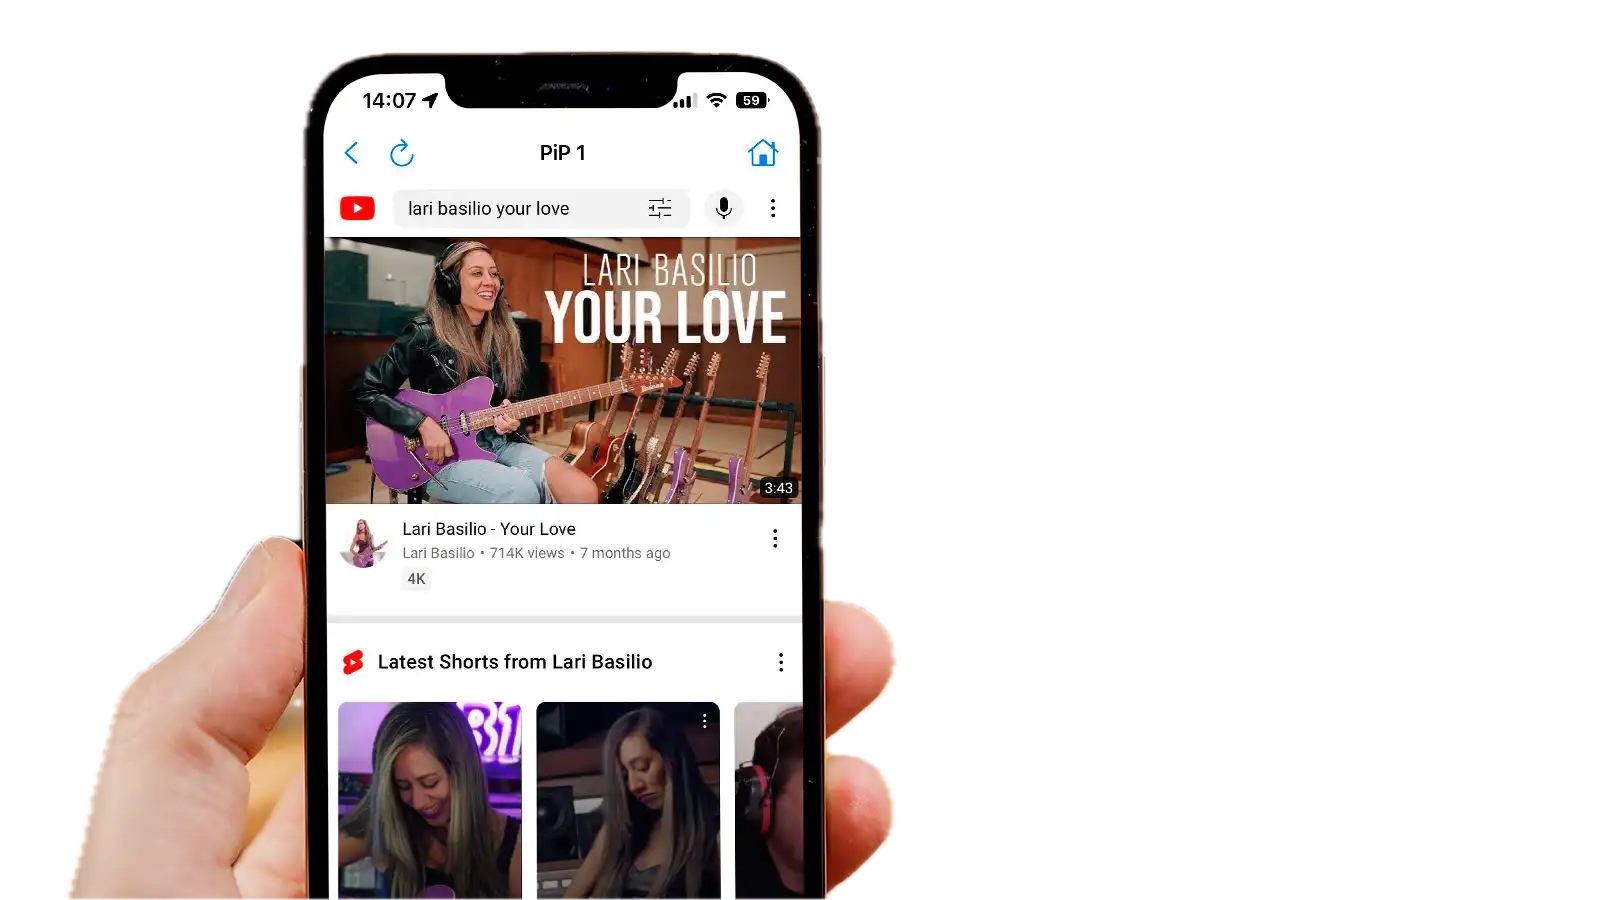 14:07
59
PiP 1
lari basilio your love
LARI BASILIO
YOUR LOVE
Ibanez
3:43
Lari Basilio - Your Love
Lari Basilio • 714K views • 7 months ago
4K
Latest Shorts from Lari Basilio